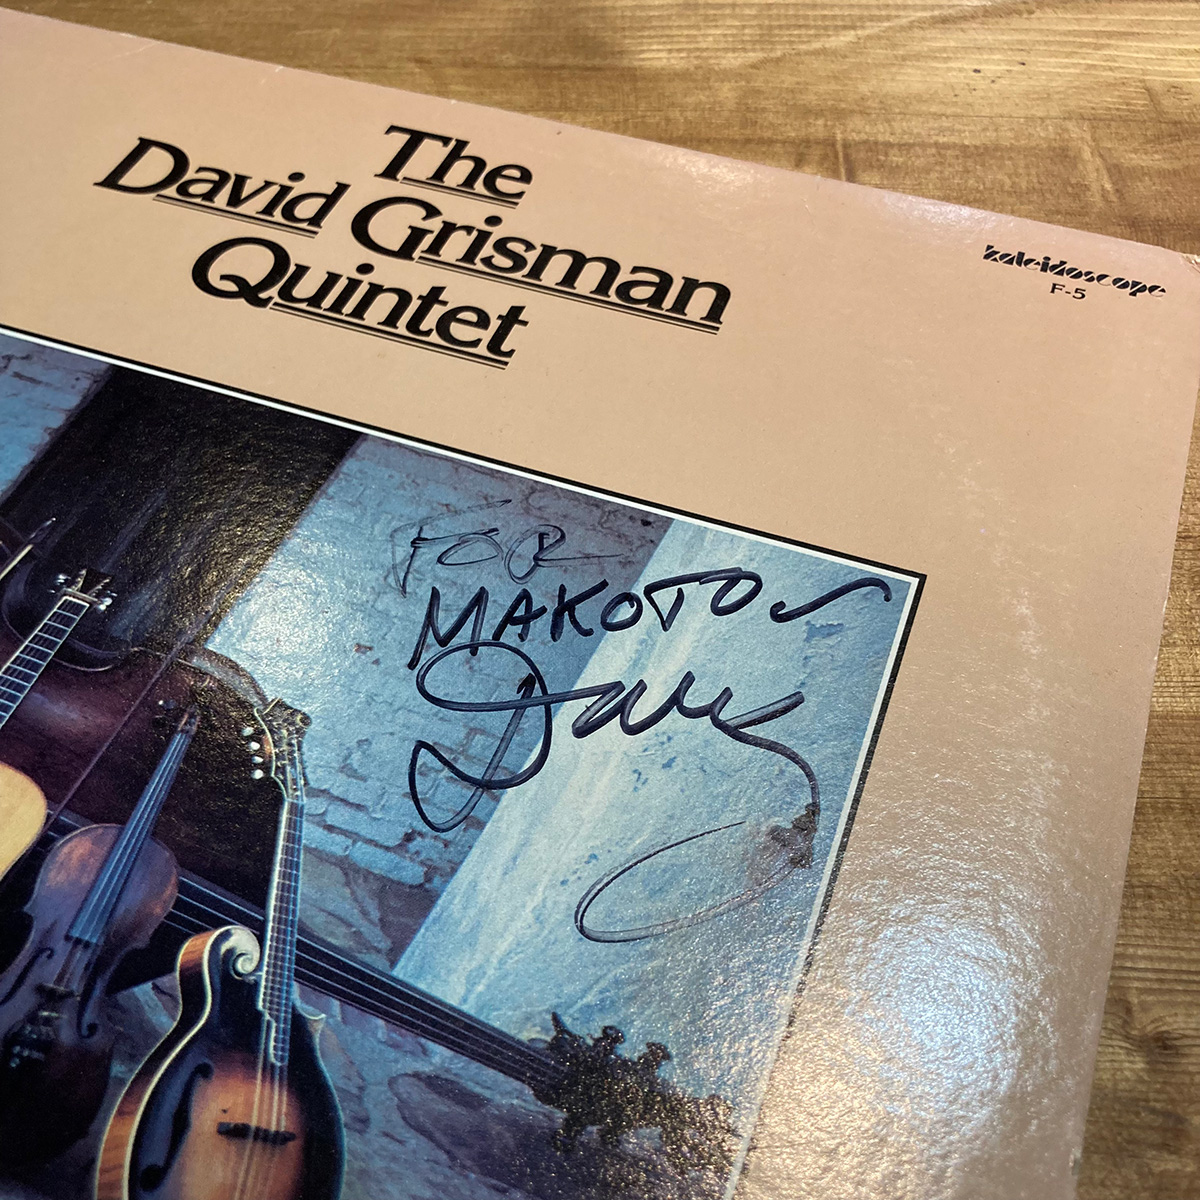 The
David Grisman
Quintet
kaleidoscope
F-5
FOR
MAKOTO